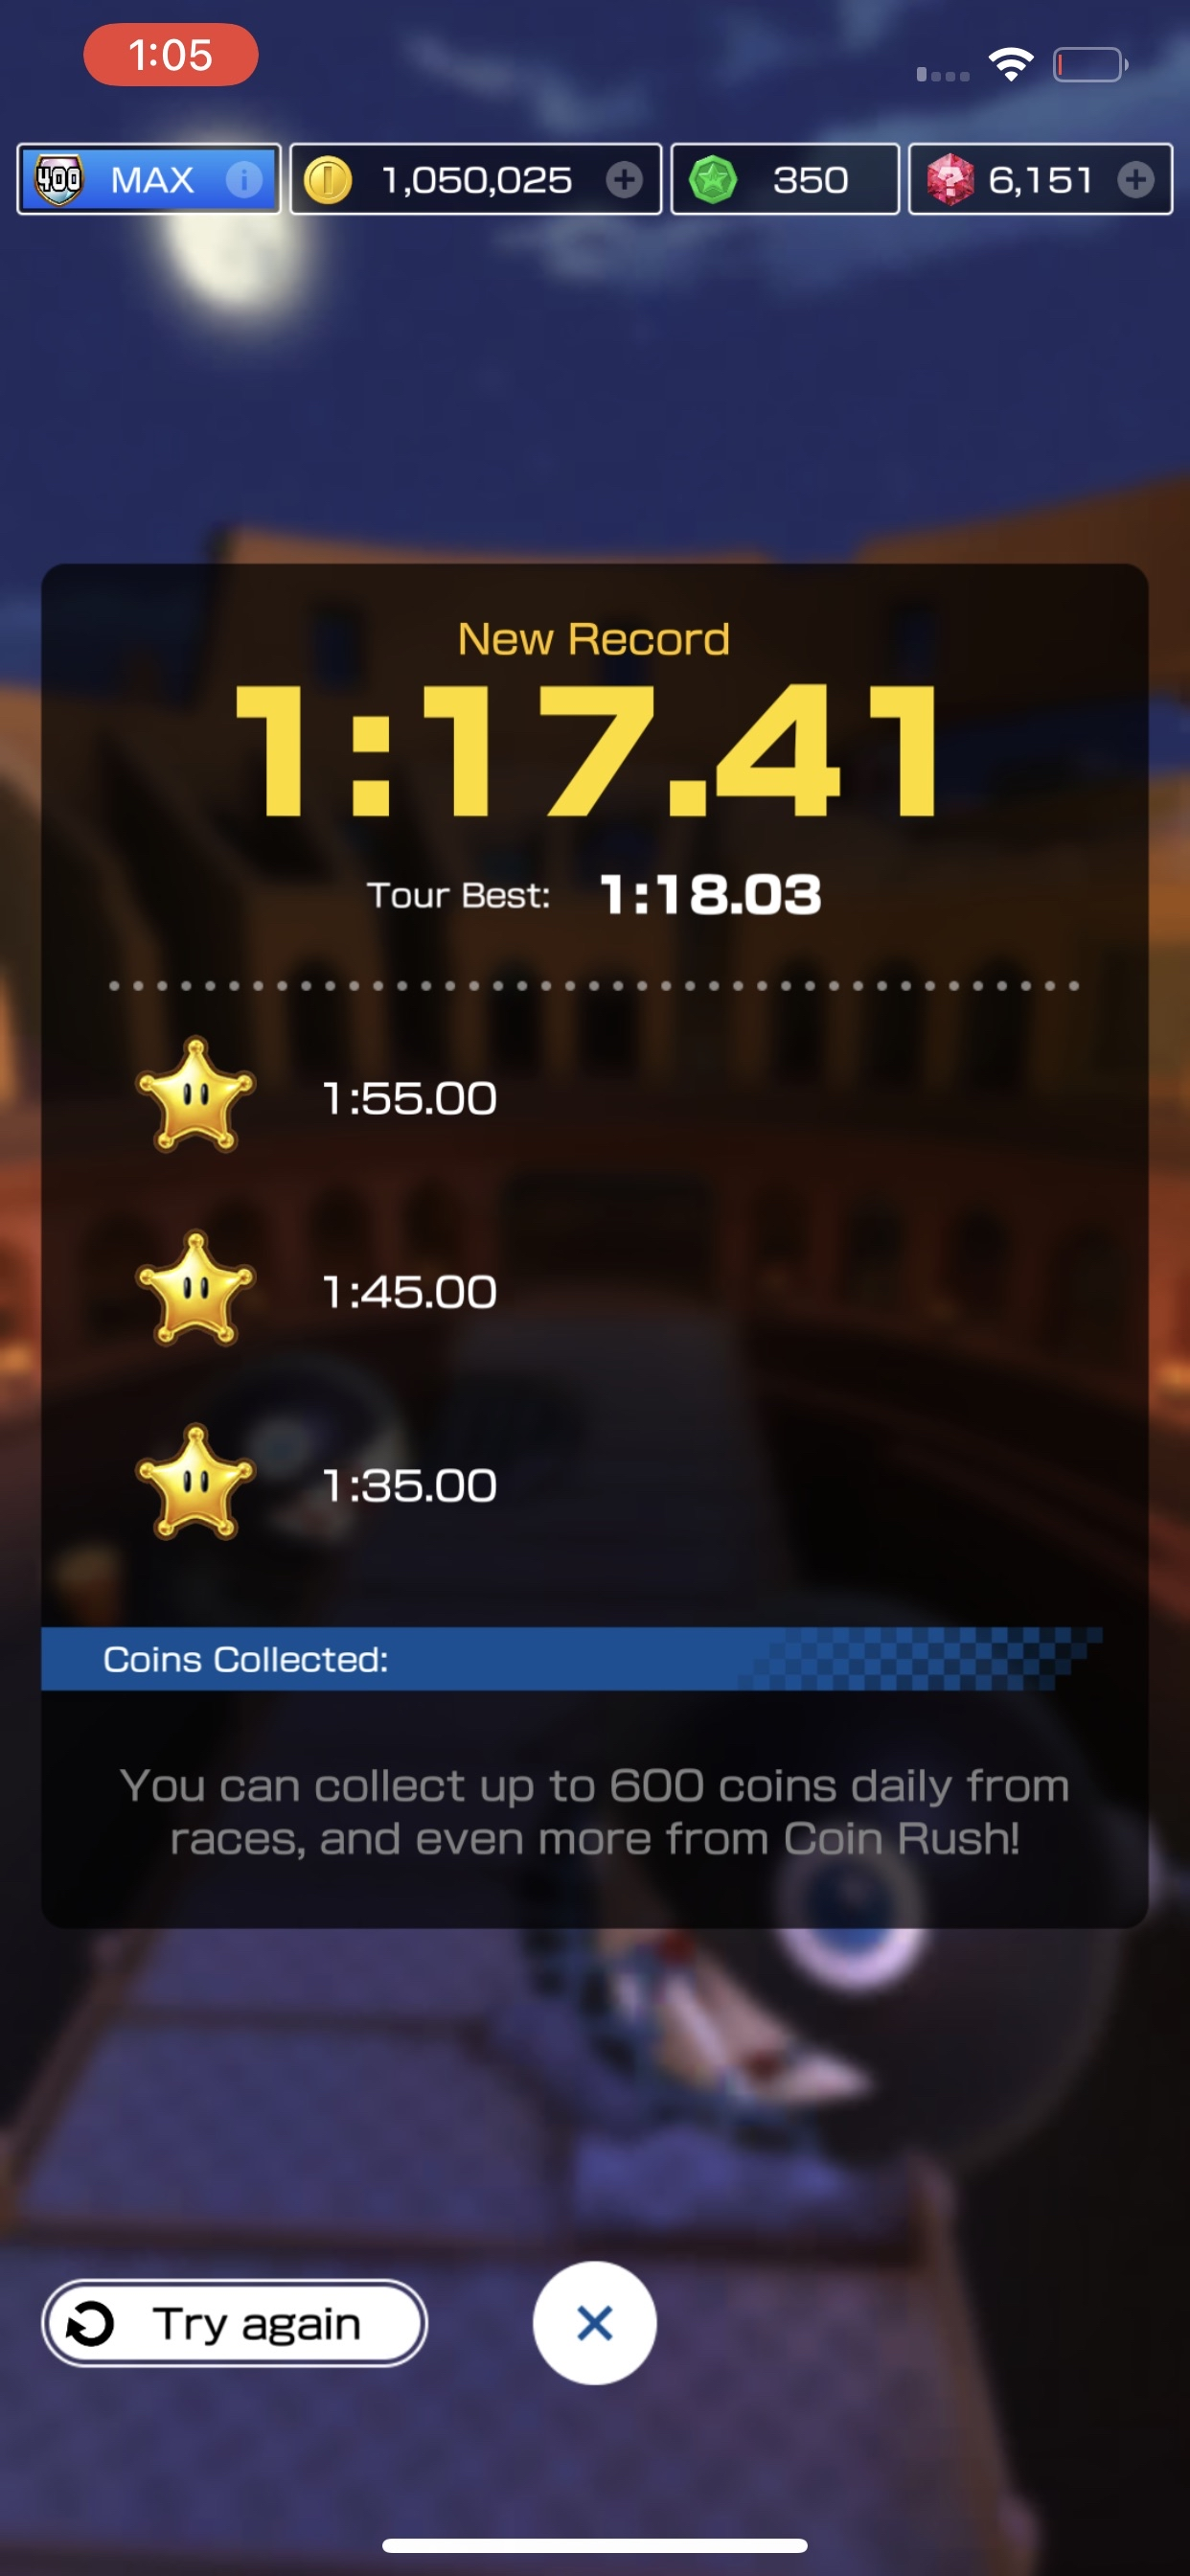 1:05
400 MAX i 1,050,025 + 350 ? 6,151 +
New Record
1:17.41
Tour Best: 1:18.03
1:55.00
1:45.00
1:35.00
Coins Collected:
You can collect up to 600 coins daily from
races, and even more from Coin Rush!
Try again